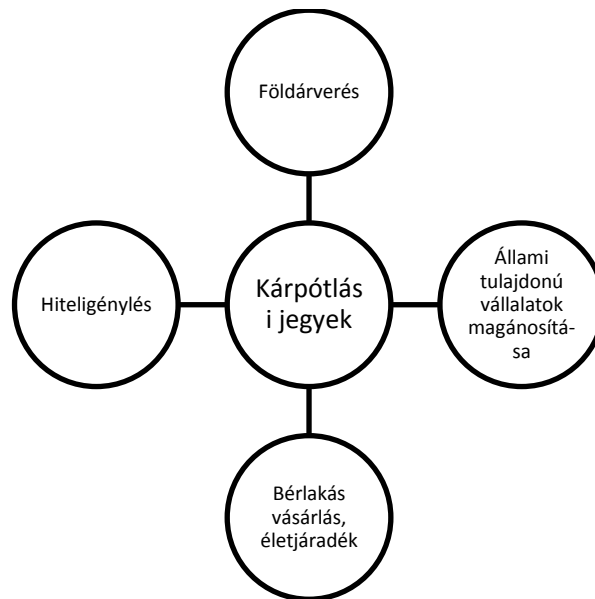 Földárverés
Hiteligénylés
Kárpótlás
i jegyek
Állami
tulajdonú
vállalatok
magánosítá-
sa
Bérlakás
vásárlás,
életjáradék